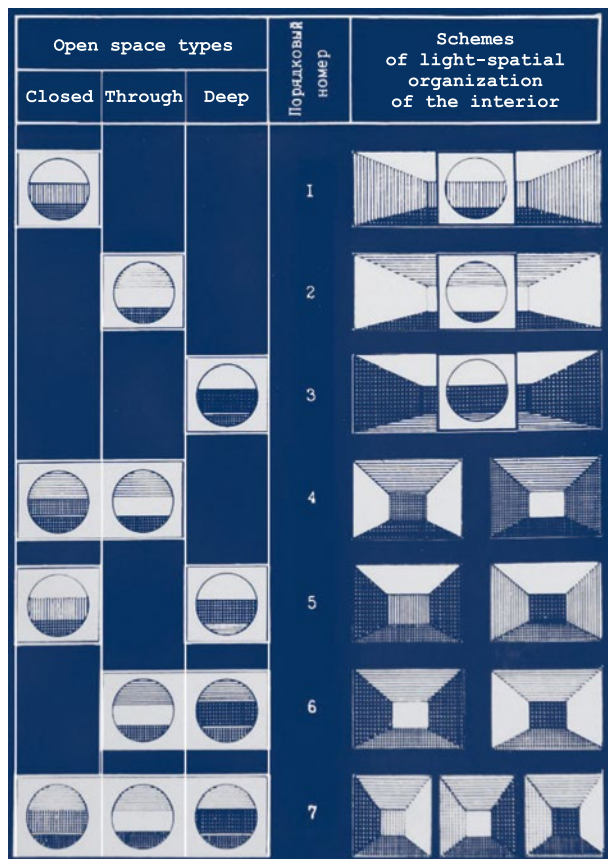 Open space types
Closed Through Deep
Порядковый
номер
Schemes
of light-spatial
organization
of the interior
I
2
3
4
5
6
7